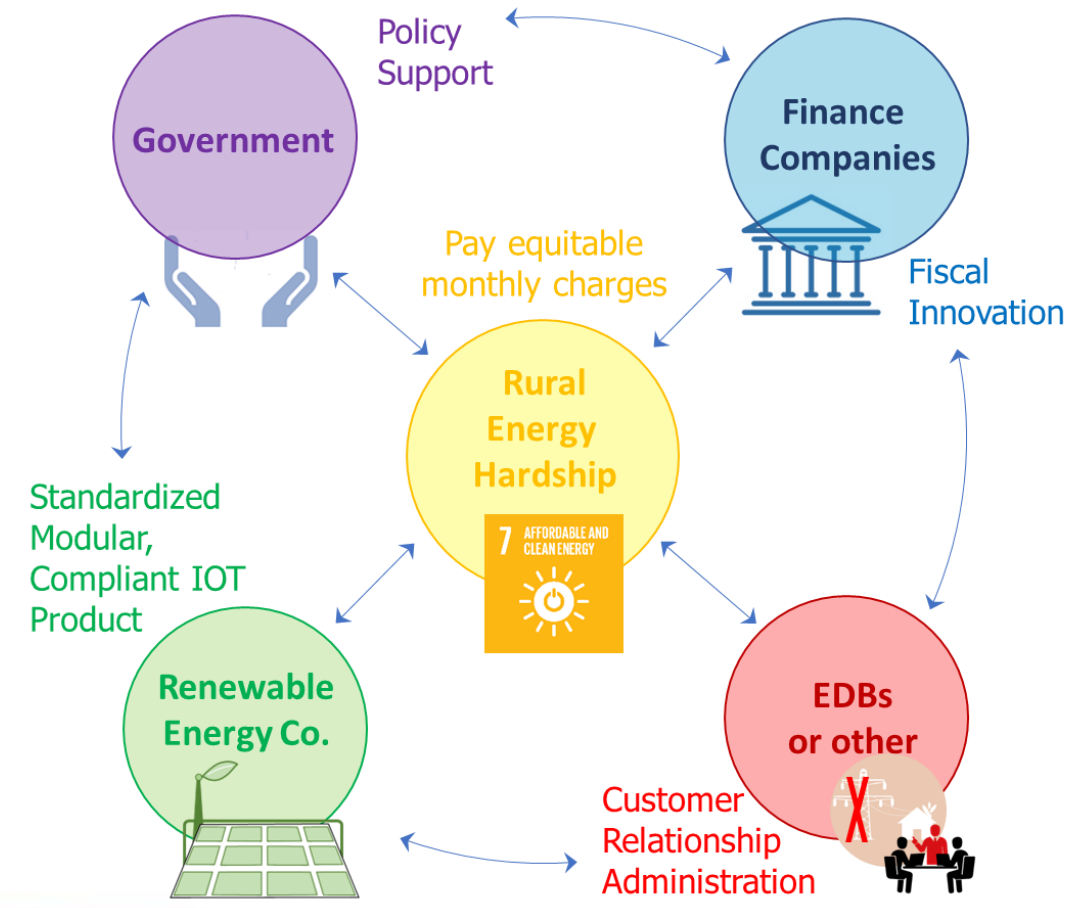 Policy
Support
Government
Finance
Companies
Pay equitable
monthly charges
Fiscal
Innovation
Rural
Energy
Hardship
7 AFFORDABLE AND
CLEAN ENERGY
Standardized
Modular,
Compliant IOT
Product
Renewable
Energy Co.
EDBs
or other
Customer
Relationship
Administration